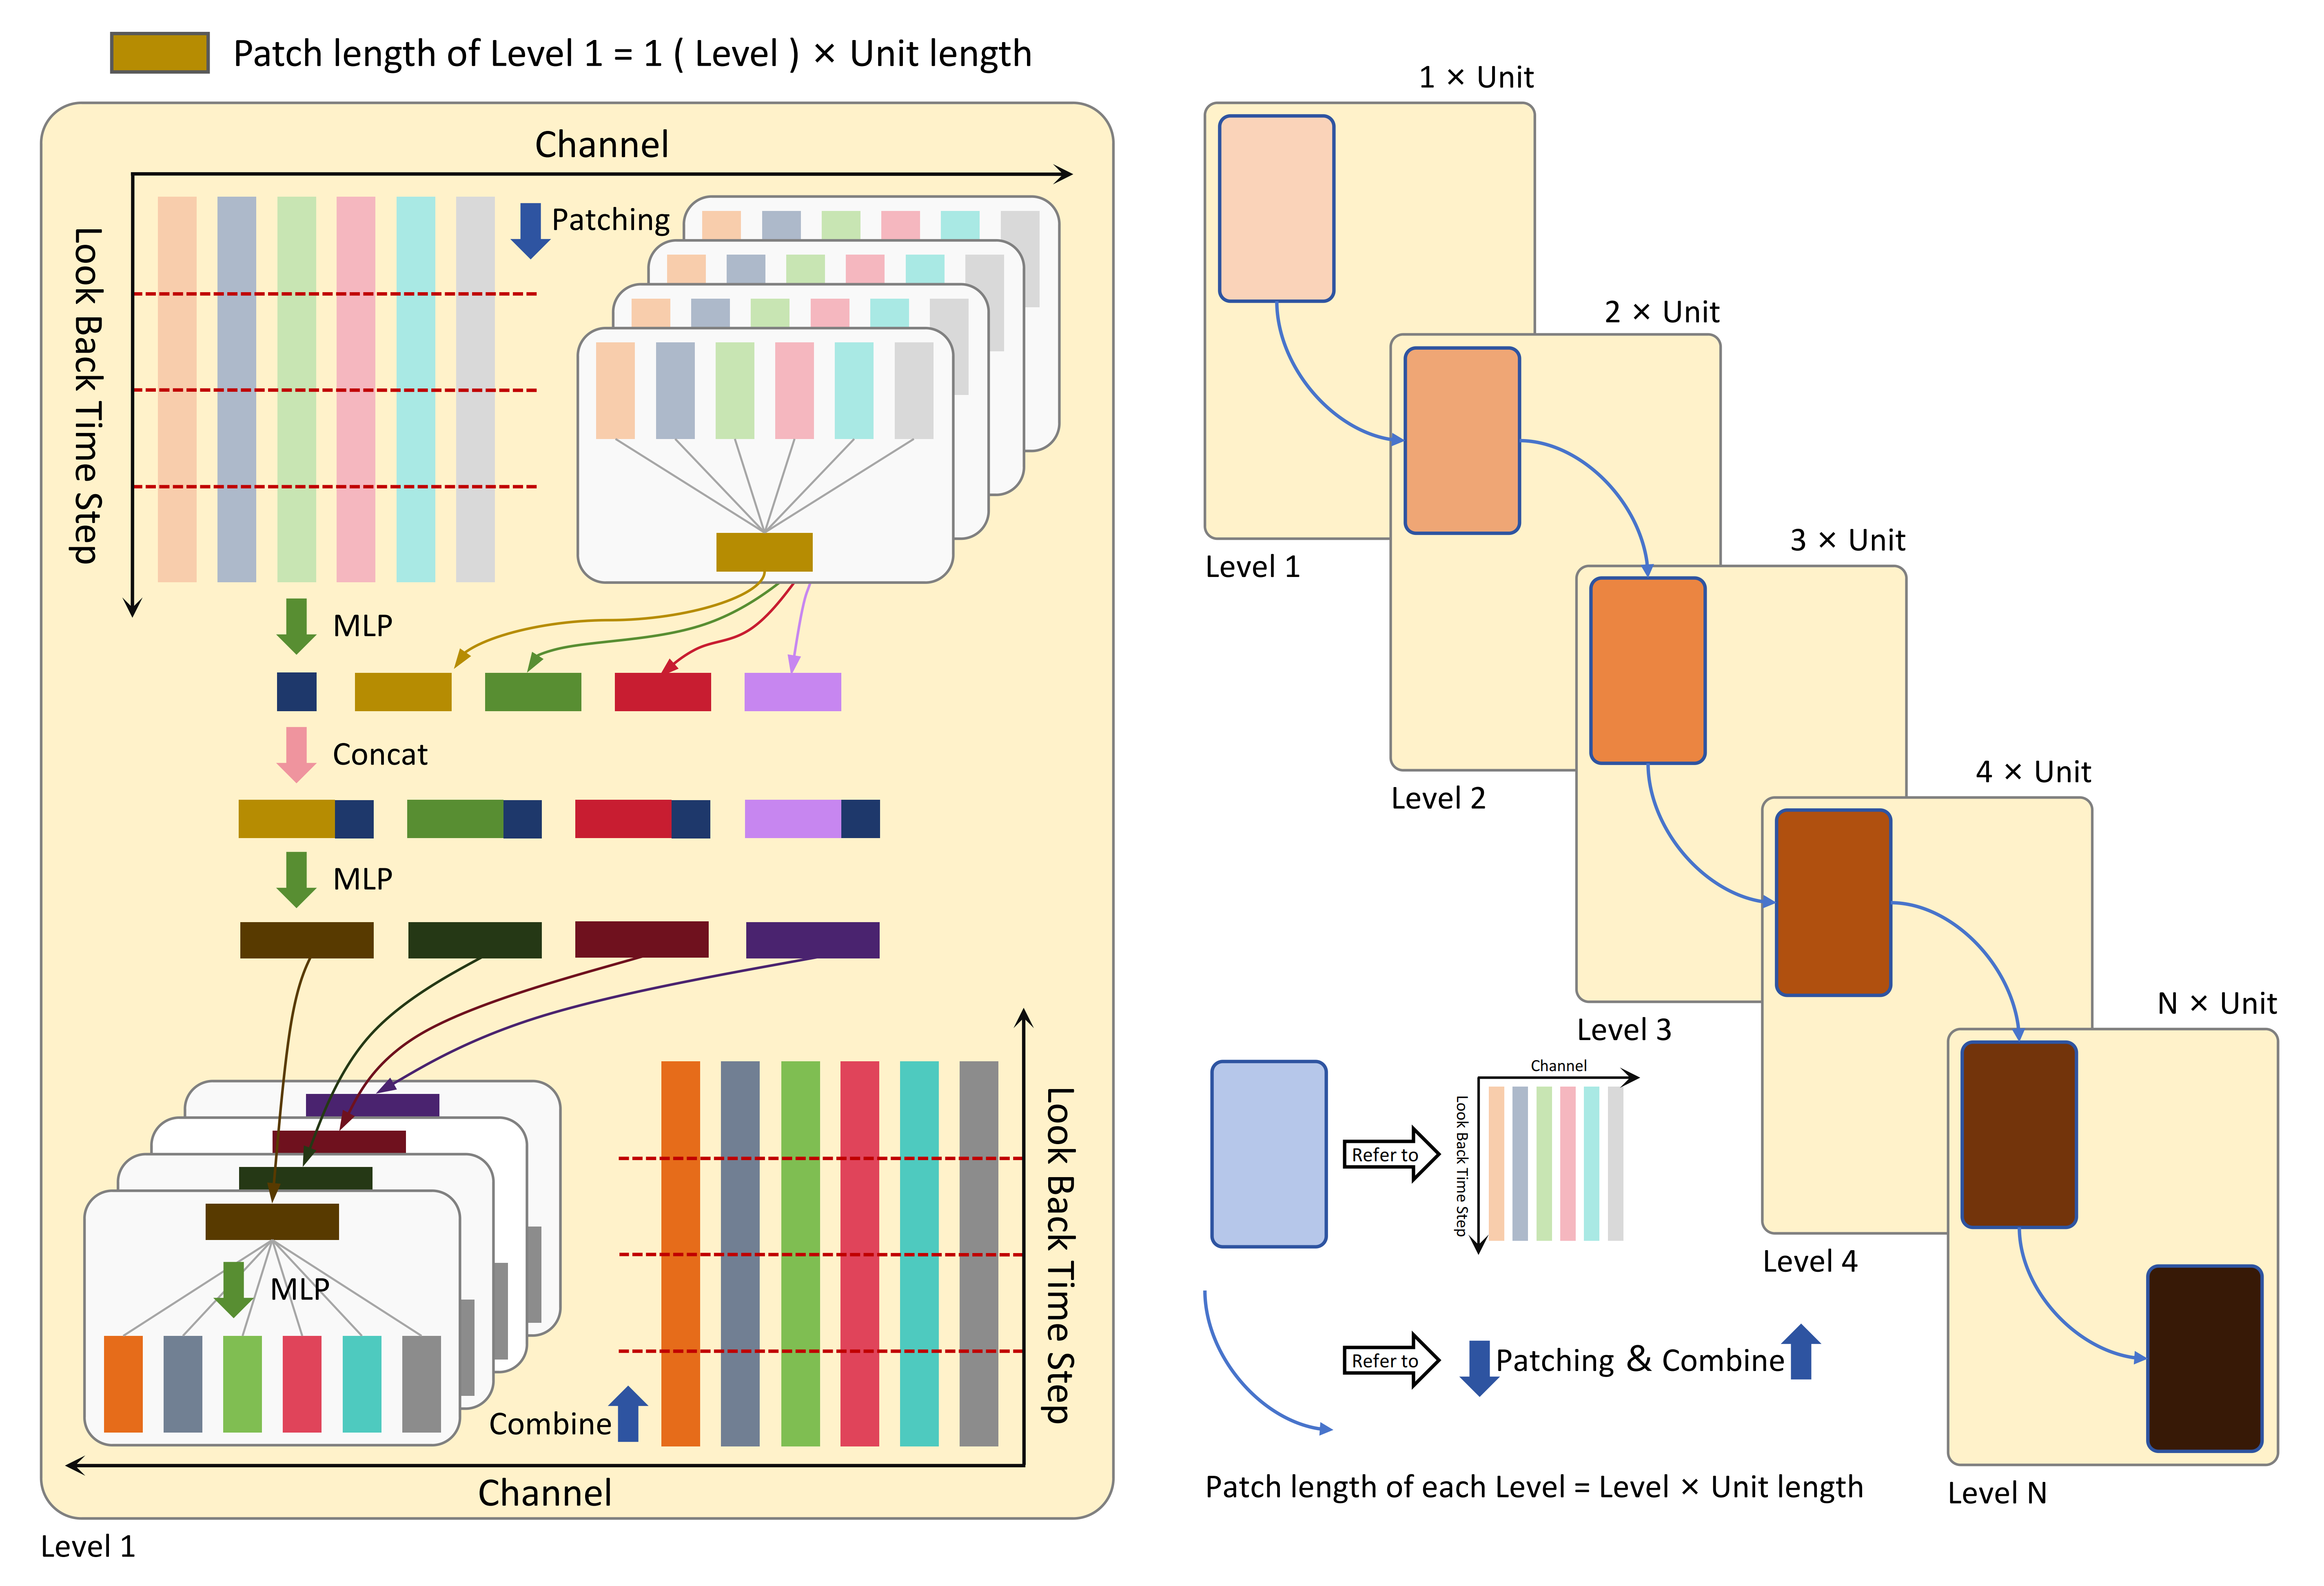 Patch length of Level 1 = 1 ( Level ) × Unit length
Channel
Look Back Time Step
Patching
MLP
Concat
MLP
MLP
Combine
Look Back Time Step
Channel
Level 1
1 × Unit
Level 1
2 × Unit
Level 2
3 × Unit
Level 3
4 × Unit
Level 4
N × Unit
Level N
Refer to
Channel
Look Back Time Step
Refer to
Patching & Combine
Patch length of each Level = Level × Unit length